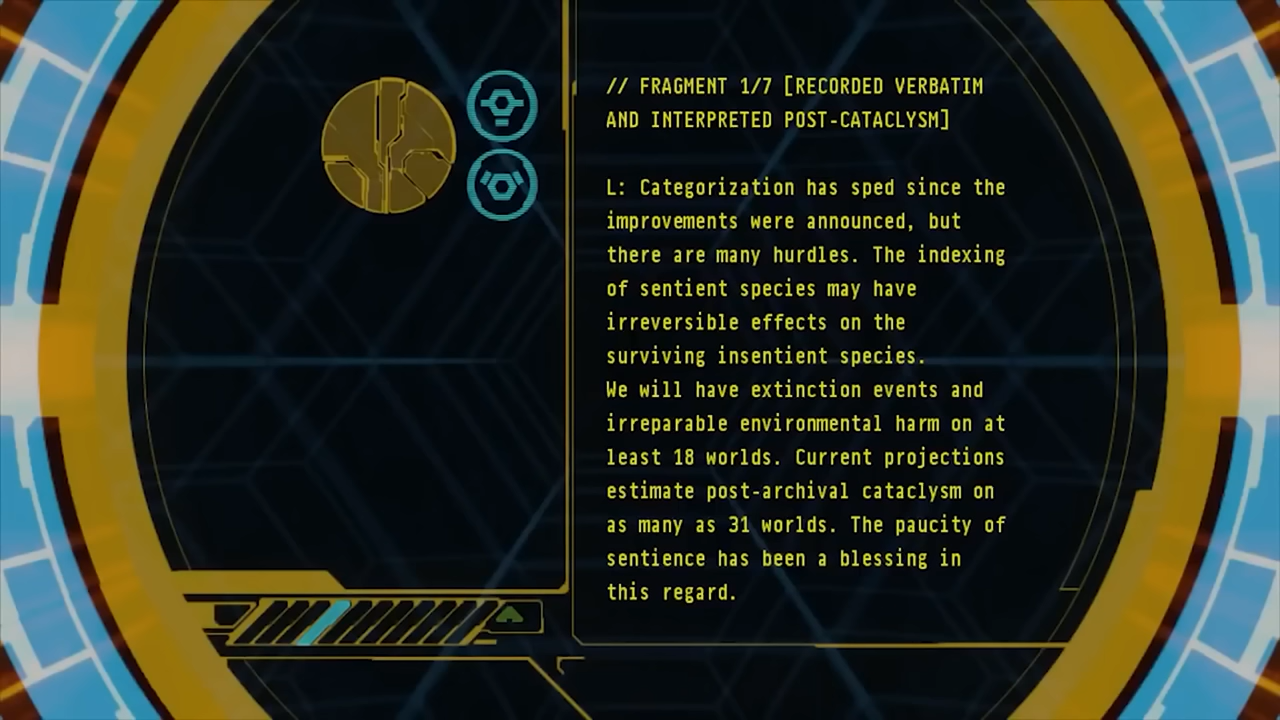 // FRAGMENT 1/7 [RECORDED VERBATIM
AND INTERPRETED POST-CATACLYSM]
L: Categorization has sped since the
improvements were announced, but
there are many hurdles. The indexing
of sentient species may have
irreversible effects on the
surviving insentient species.
We will have extinction events and
irreparable environmental harm on at
least 18 worlds. Current projections
estimate post-archival cataclysm on
as many as 31 worlds. The paucity of
sentience has been a blessing in
this regard.